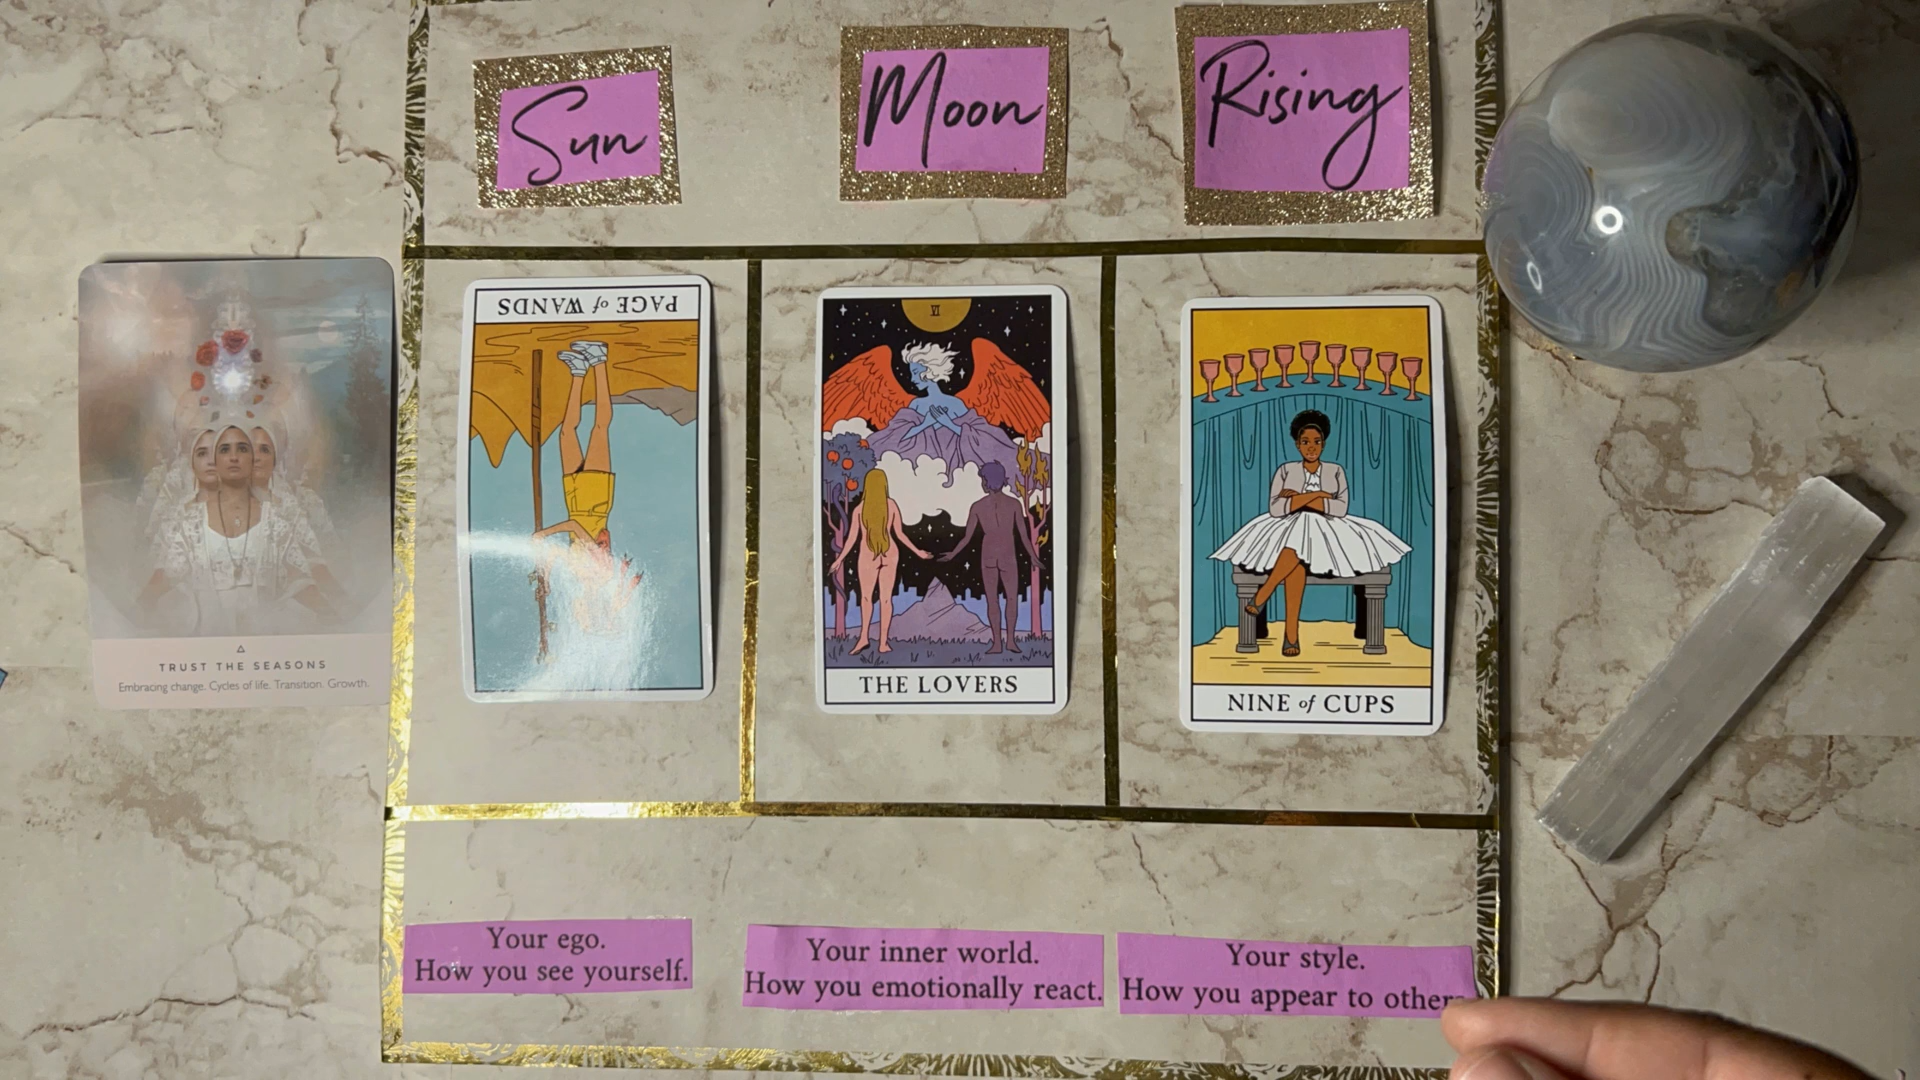 Sun
Moon
Rising
TRUST THE SEASONS
Embracing change. Cycles of life. Transition. Growth.
PAGE of WANDS
VI
THE LOVERS
NINE of CUPS
Your ego.
How you see yourself.
Your inner world.
How you emotionally react.
Your style.
How you appear to other